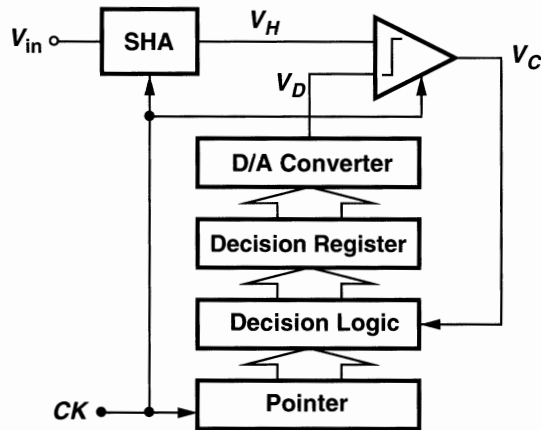 V_in
SHA
V_H
V_C
V_D
D/A Converter
Decision Register
Decision Logic
Pointer
CK